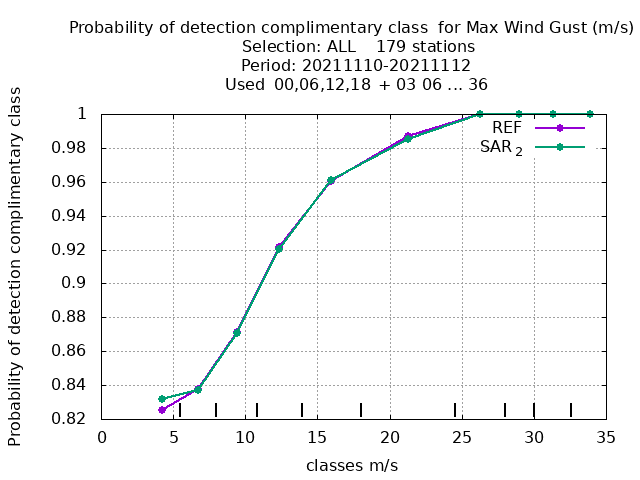 Probability of detection complimentary class  for Max Wind Gust (m/s)
Selection: ALL    179 stations
Period: 20211110-20211112
Used  00,06,12,18  + 03 06 ... 36
Probability of detection complimentary class
1
0.98
0.96
0.94
0.92
0.9
0.88
0.86
0.84
0.82
REF
SAR 2
0 5 10 15 20 25 30 35
classes m/s